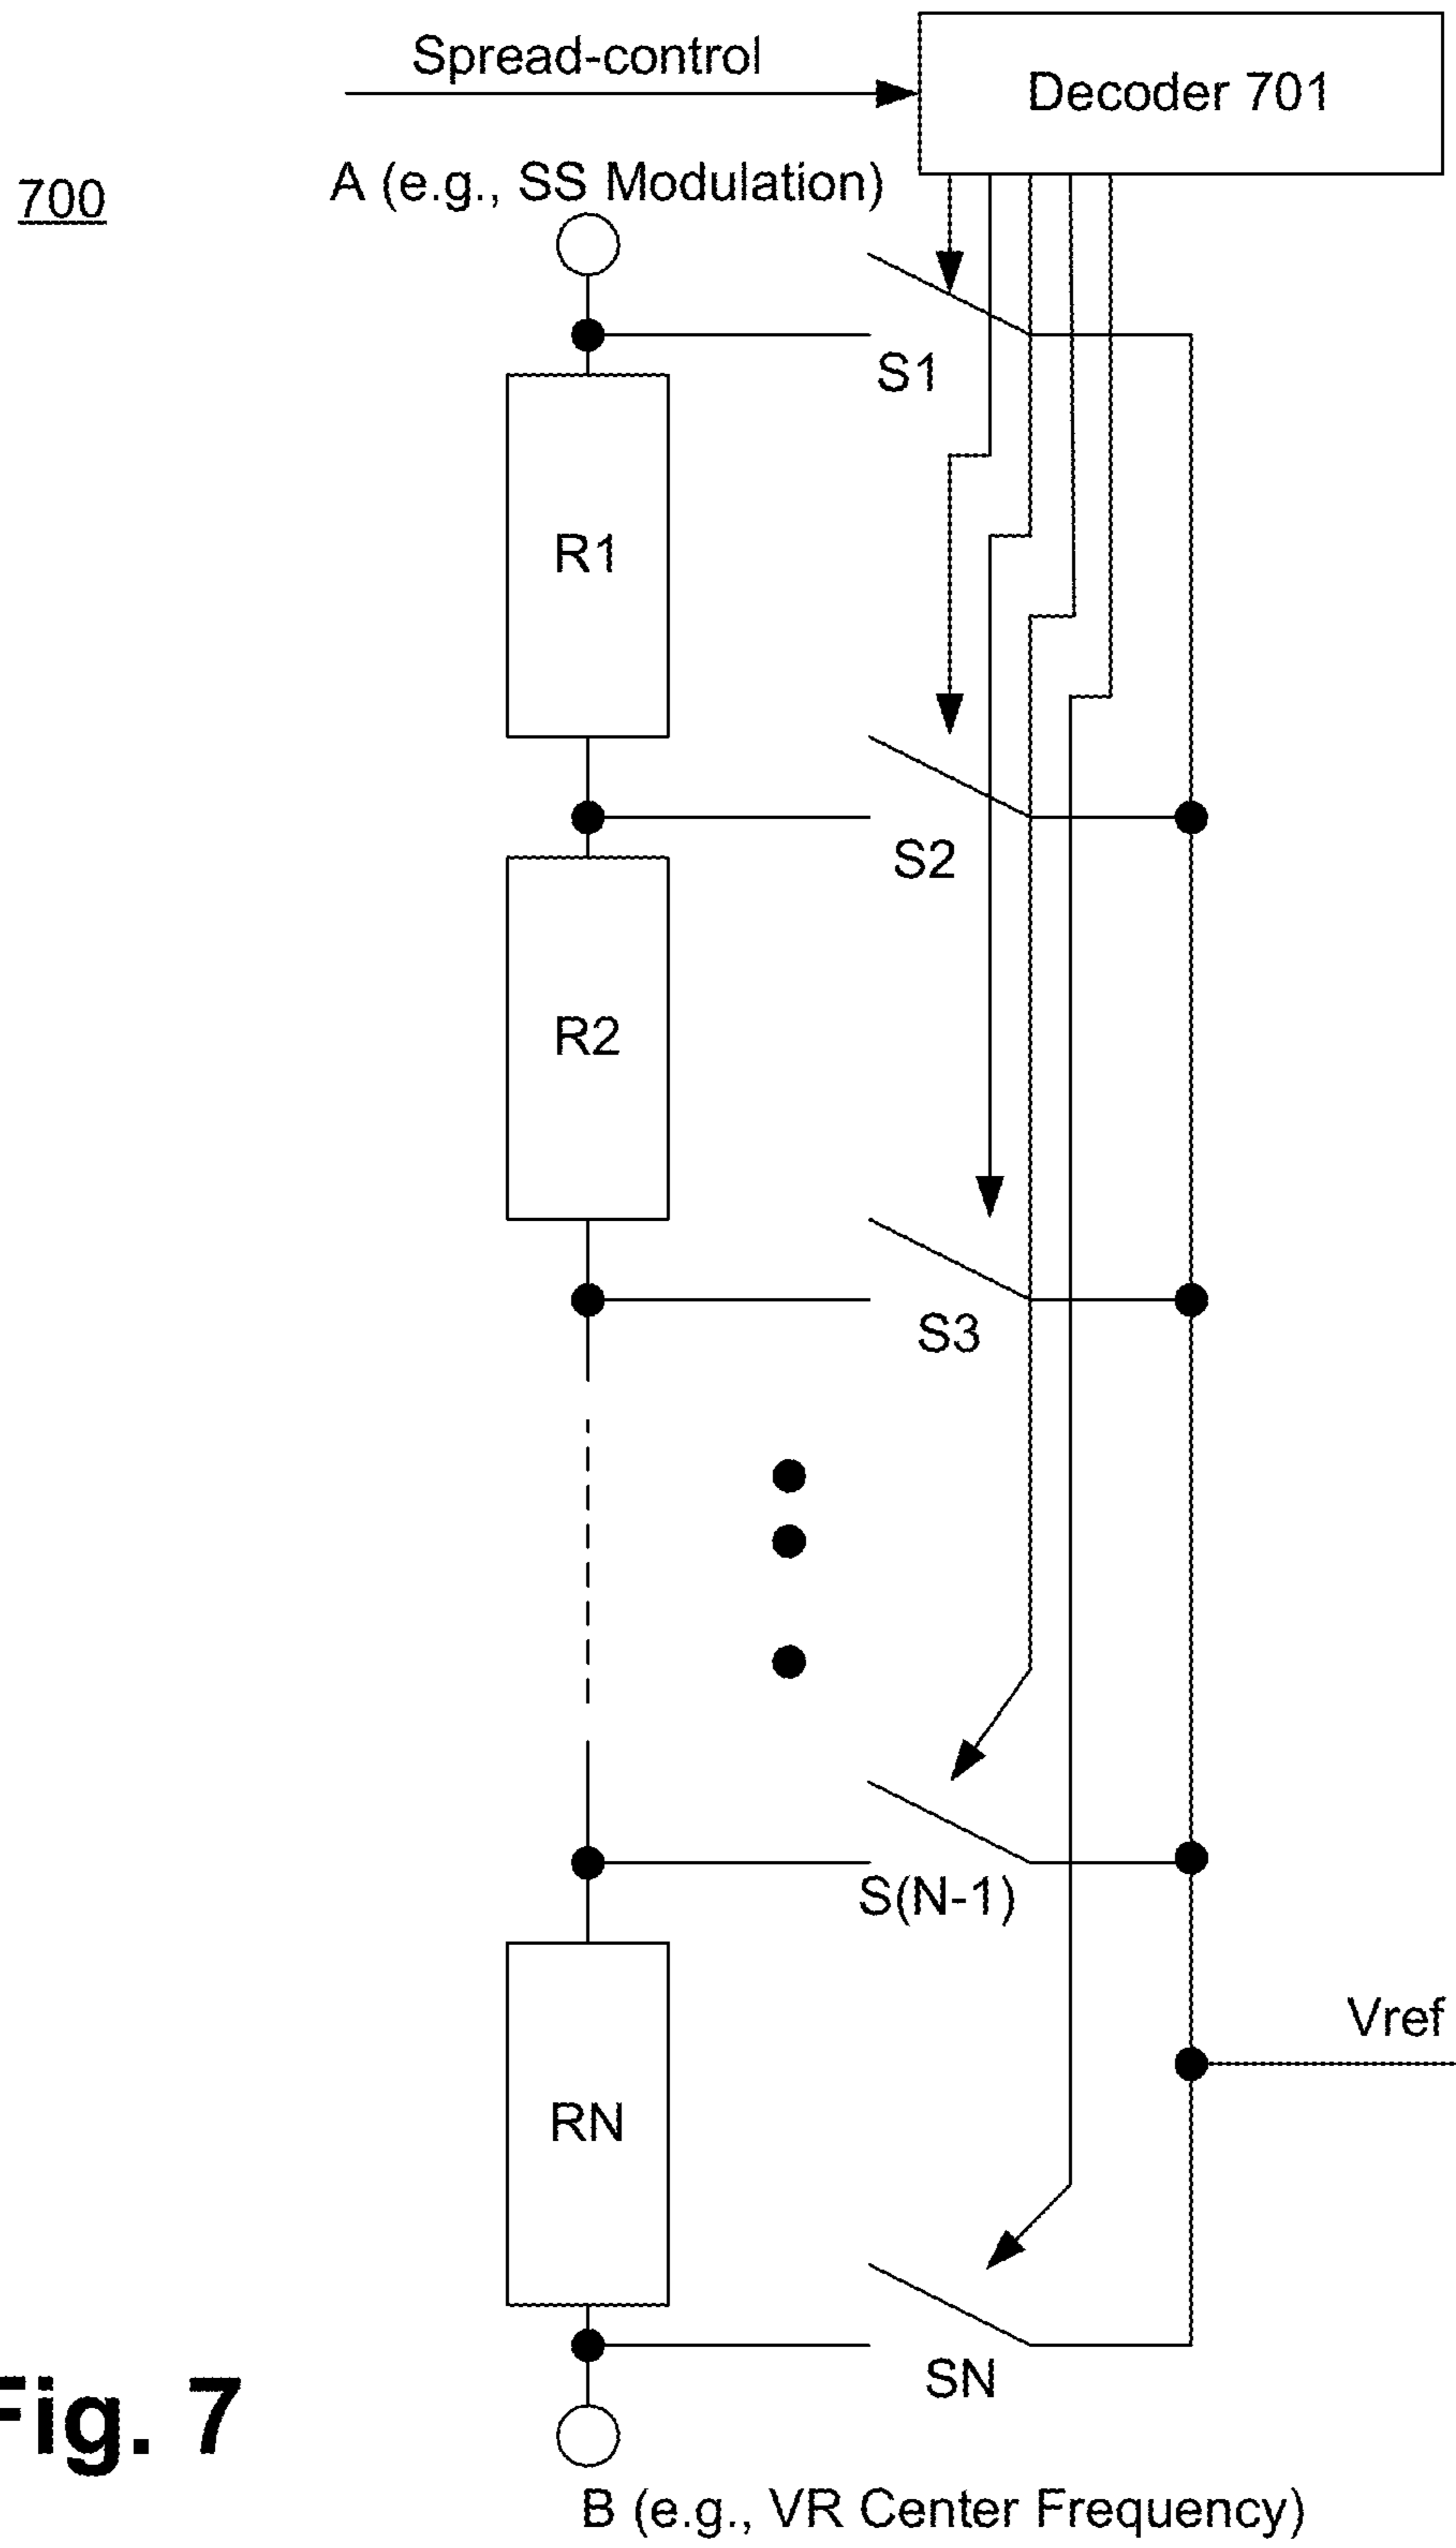 Spread-control
Decoder 701
700
A (e.g., SS Modulation)
S1
R1
S2
R2
S3
S(N-1)
Vref
RN
SN
Fig. 7
B (e.g., VR Center Frequency)